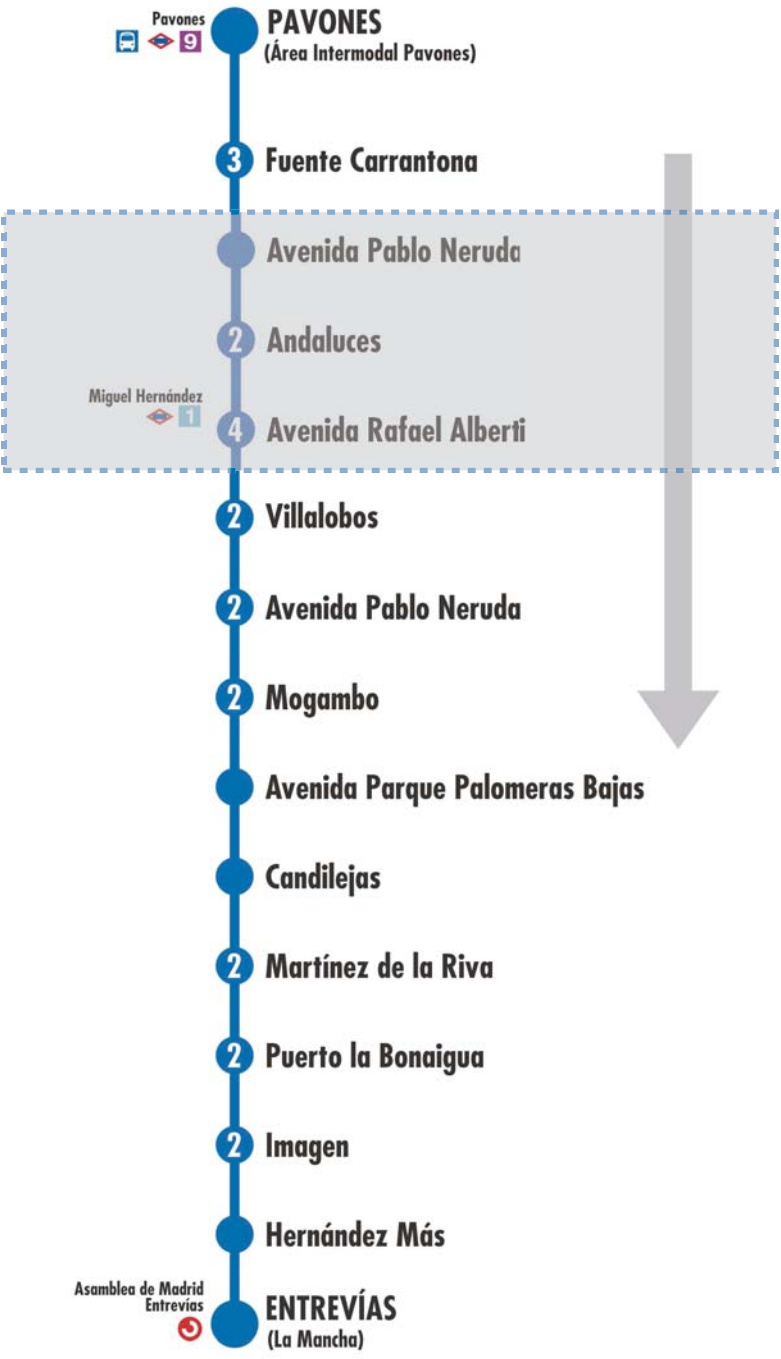 Pavones
9
PAVONES
(Área Intermodal Pavones)
3 Fuente Carrantona
Avenida Pablo Neruda
2 Andaluces
Miguel Hernández
1
4 Avenida Rafael Alberti
2 Villalobos
2 Avenida Pablo Neruda
2 Mogambo
Avenida Parque Palomeras Bajas
Candilejas
2 Martínez de la Riva
2 Puerto la Bonaigua
2 Imagen
Hernández Más
Asamblea de Madrid
Entrevías
ENTREVÍAS
(La Mancha)